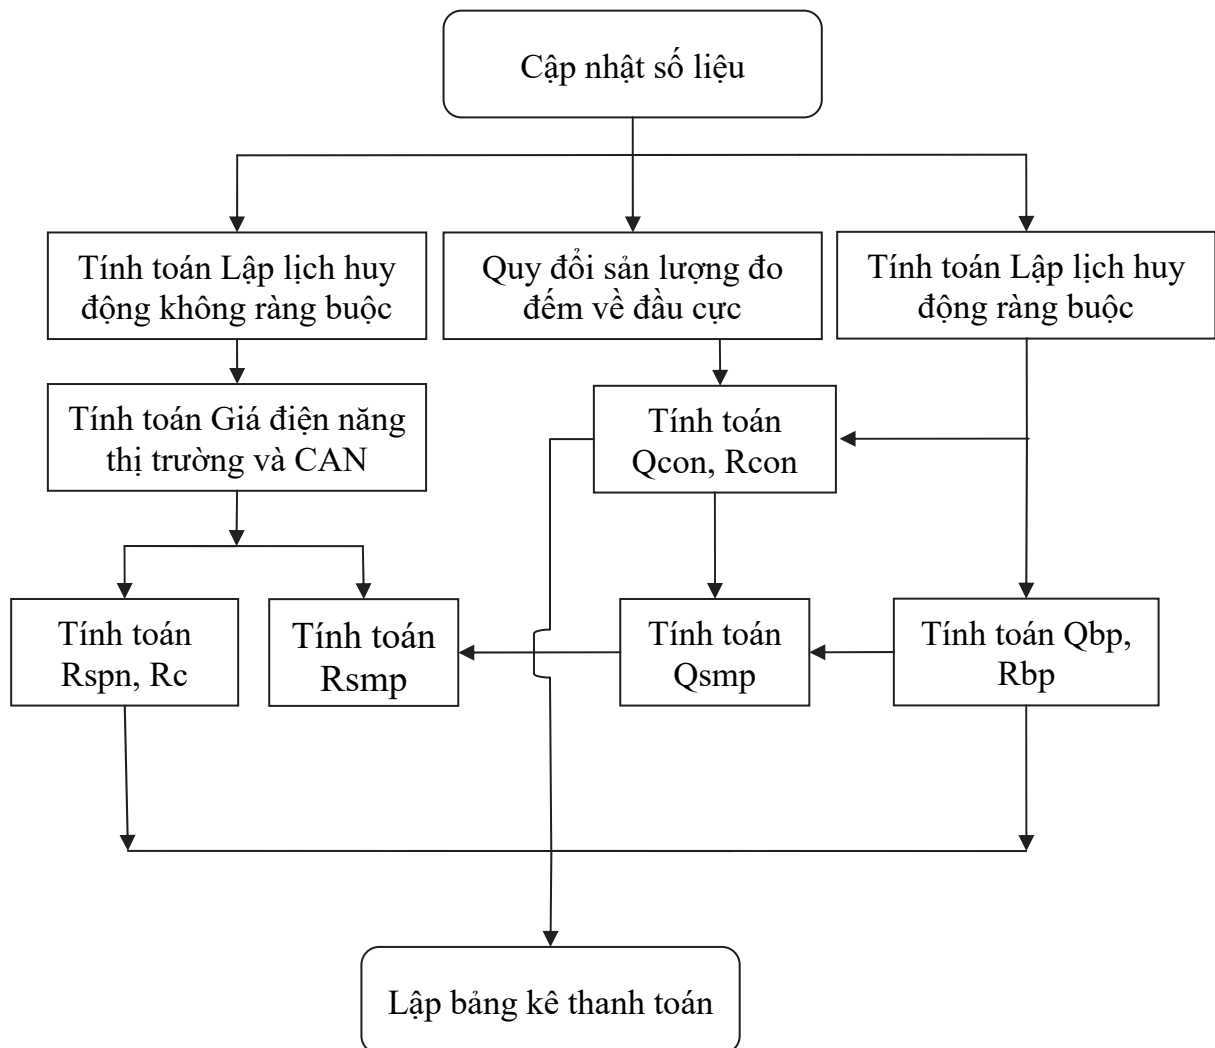 Cập nhật số liệu
Tính toán Lập lịch huy
động không ràng buộc
Quy đổi sản lượng đo
đếm về đầu cực
Tính toán Lập lịch huy
động ràng buộc
Tính toán Giá điện năng
thị trường và CAN
Tính toán
Qcon, Rcon
Tính toán
Rspn, Rc
Tính toán
Rsmp
Tính toán
Qsmp
Tính toán Qbp,
Rbp
Lập bảng kê thanh toán